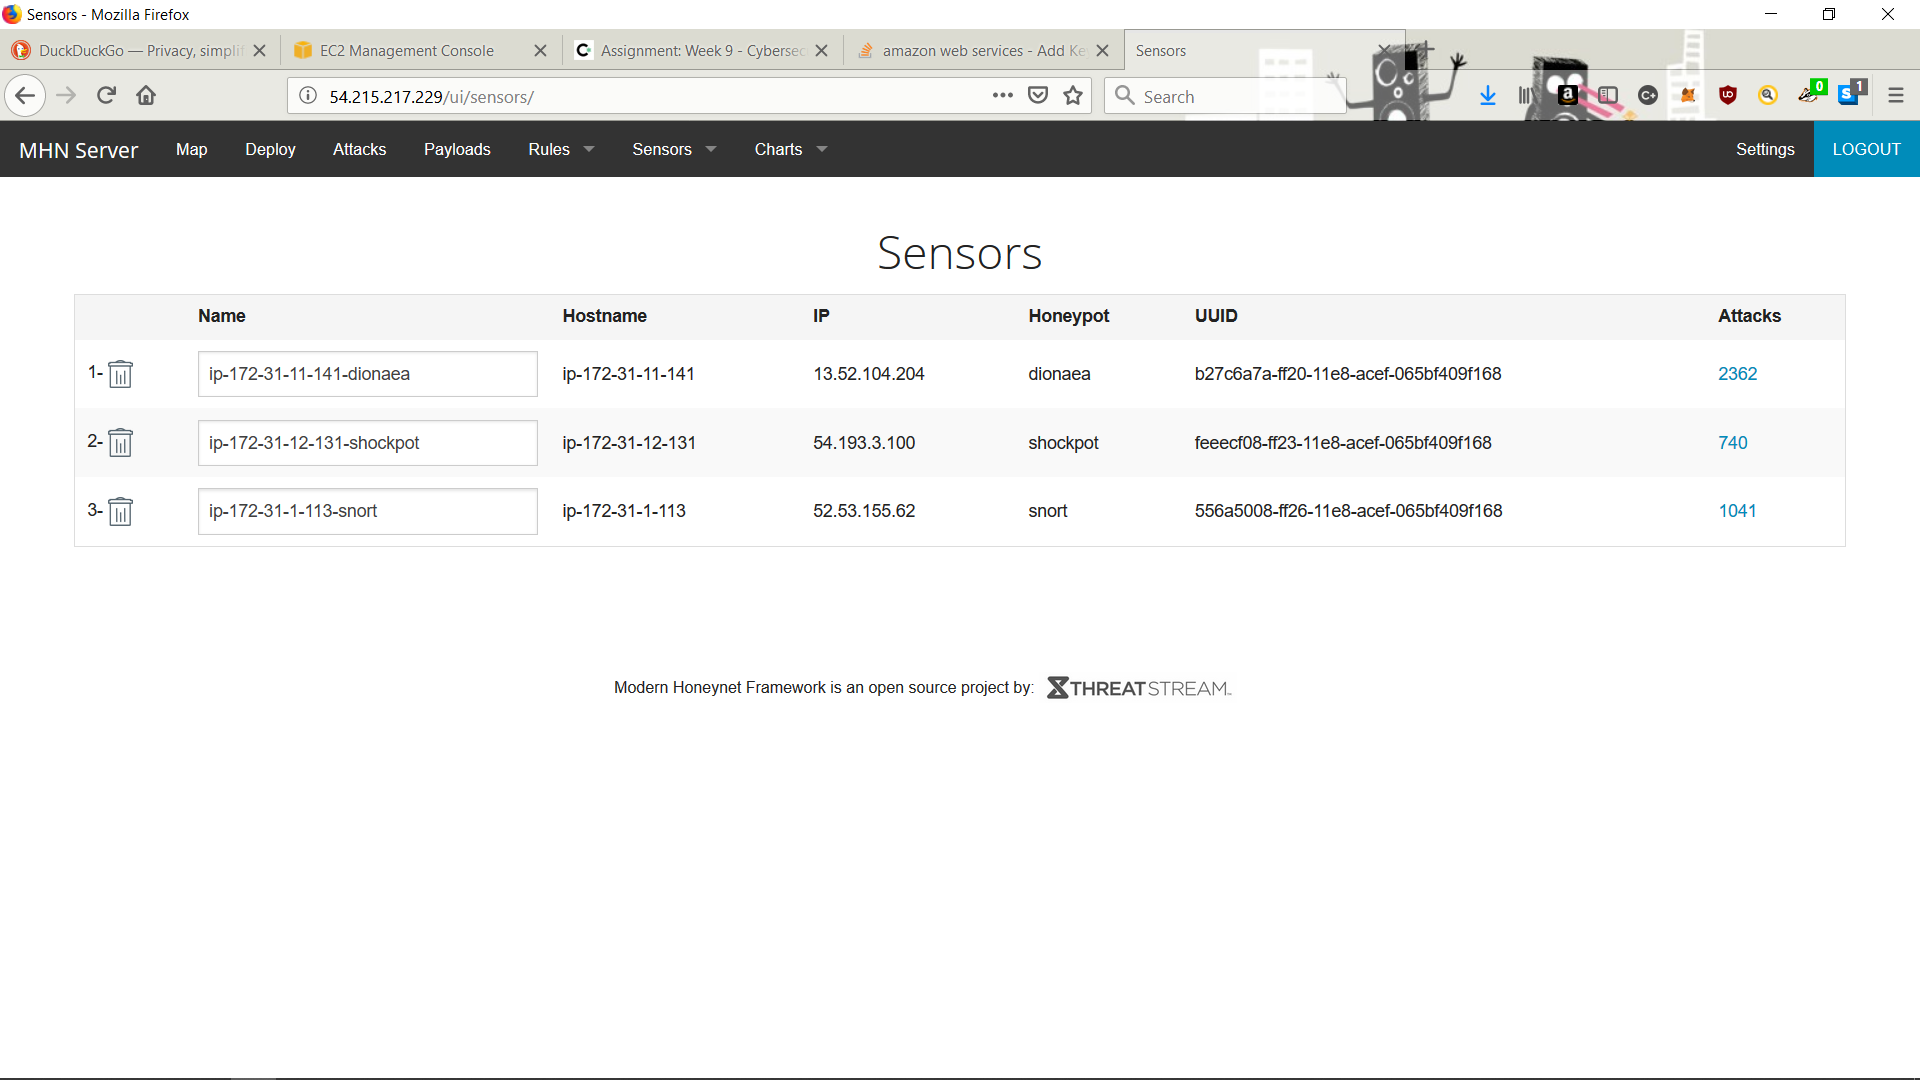 Sensors - Mozilla Firefox
DuckDuckGo — Privacy, simplif
EC2 Management Console
Assignment: Week 9 - Cybersec
amazon web services - Add Ke
Sensors
54.215.217.229/ui/sensors/
Search
0
1
MHN Server Map Deploy Attacks Payloads Rules Sensors Charts Settings LOGOUT
Sensors
Name Hostname IP Honeypot UUID Attacks
1- ip-172-31-11-141-dionaea ip-172-31-11-141 13.52.104.204 dionaea b27c6a7a-ff20-11e8-acef-065bf409f168 2362
2- ip-172-31-12-131-shockpot ip-172-31-12-131 54.193.3.100 shockpot feeecf08-ff23-11e8-acef-065bf409f168 740
3- ip-172-31-1-113-snort ip-172-31-1-113 52.53.155.62 snort 556a5008-ff26-11e8-acef-065bf409f168 1041
Modern Honeynet Framework is an open source project by: THREATSTREAM